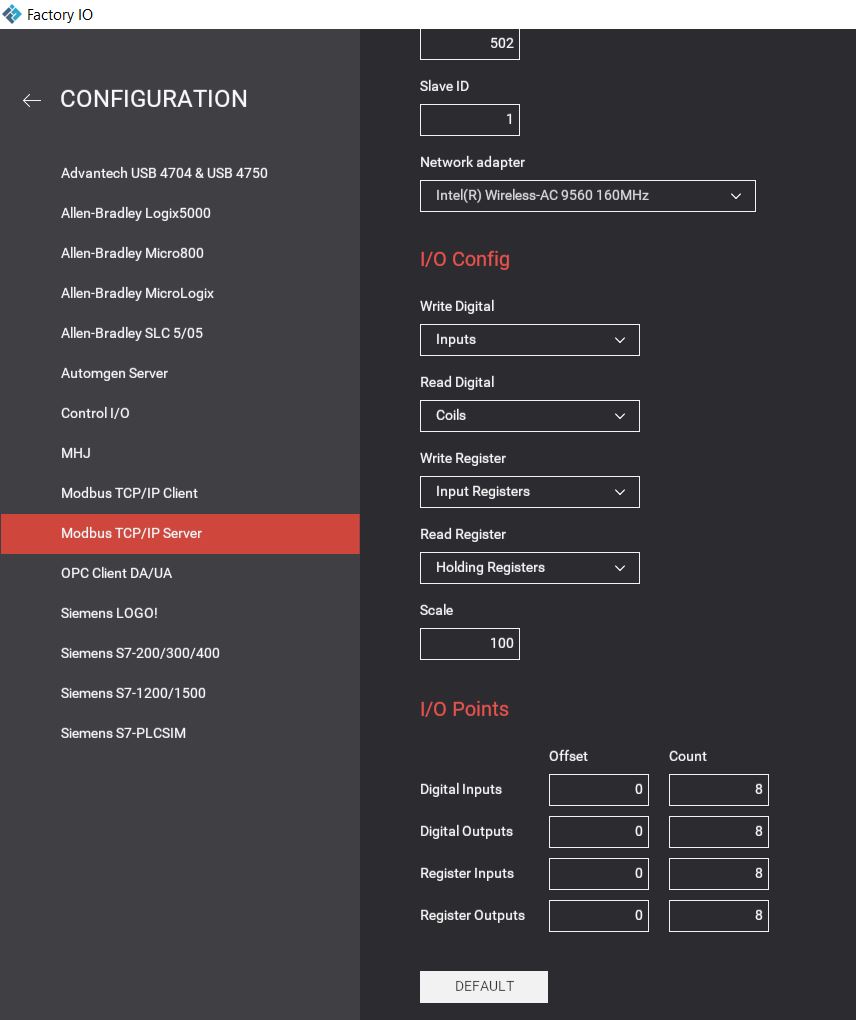 Factory IO
CONFIGURATION
Advantech USB 4704 & USB 4750
Allen-Bradley Logix5000
Allen-Bradley Micro800
Allen-Bradley MicroLogix
Allen-Bradley SLC 5/05
Automgen Server
Control I/O
MHJ
Modbus TCP/IP Client
Modbus TCP/IP Server
OPC Client DA/UA
Siemens LOGO!
Siemens S7-200/300/400
Siemens S7-1200/1500
Siemens S7-PLCSIM
502
Slave ID
1
Network adapter
Intel(R) Wireless-AC 9560 160MHz
I/O Config
Write Digital
Inputs
Read Digital
Coils
Write Register
Input Registers
Read Register
Holding Registers
Scale
100
I/O Points
Offset Count
Digital Inputs 0 8
Digital Outputs 0 8
Register Inputs 0 8
Register Outputs 0 8
DEFAULT